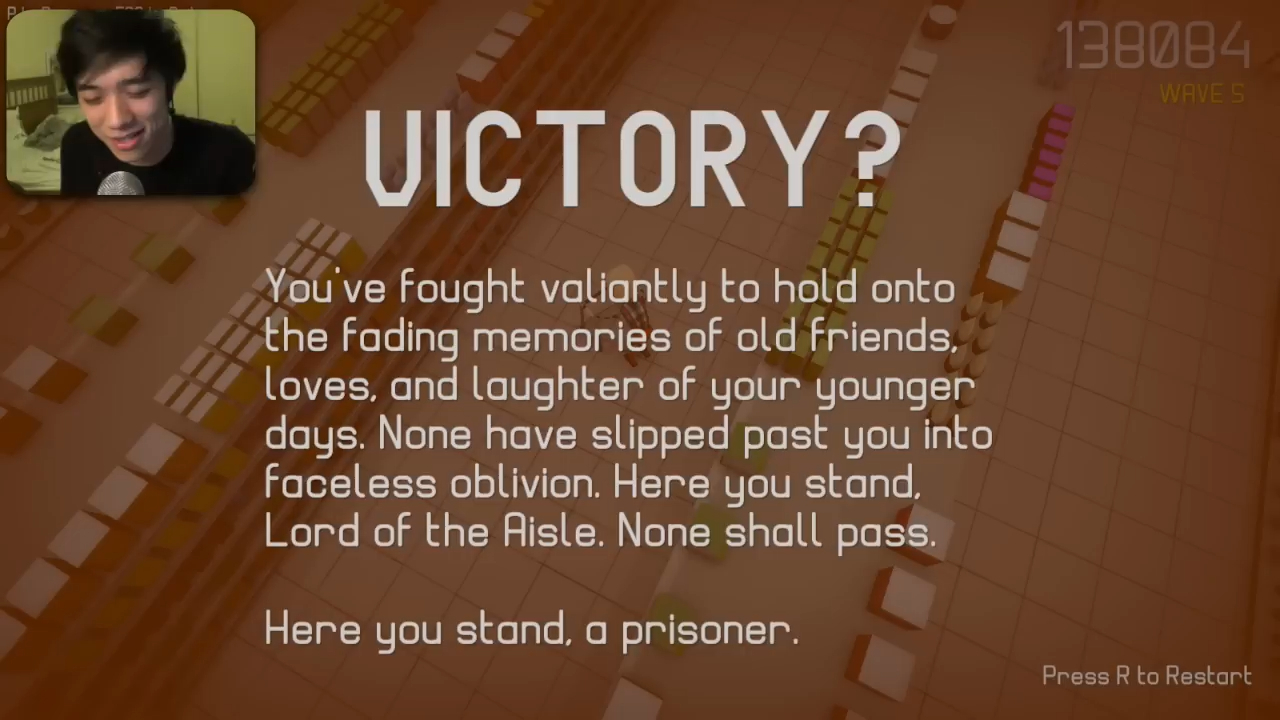 138084
WAVE 5
VICTORY?
You've fought valiantly to hold onto
the fading memories of old friends,
loves, and laughter of your younger
days. None have slipped past you into
faceless oblivion. Here you stand,
Lord of the Aisle. None shall pass.
Here you stand, a prisoner.
Press R to Restart